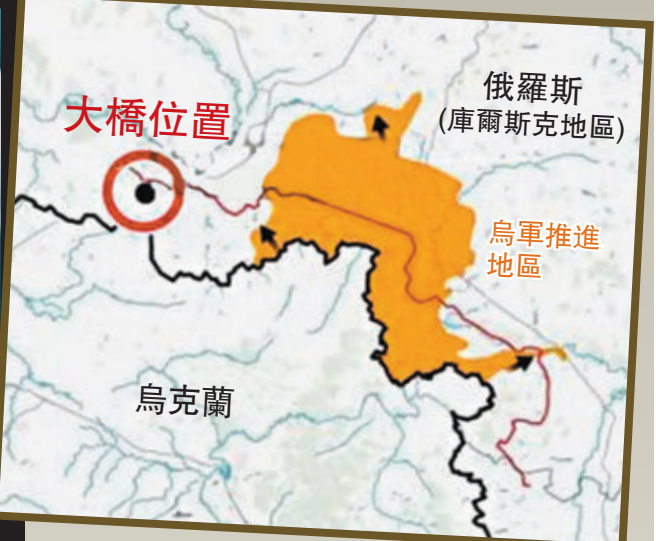 大橋位置
俄羅斯
(庫爾斯克地區)
烏軍推進
地區
烏克蘭